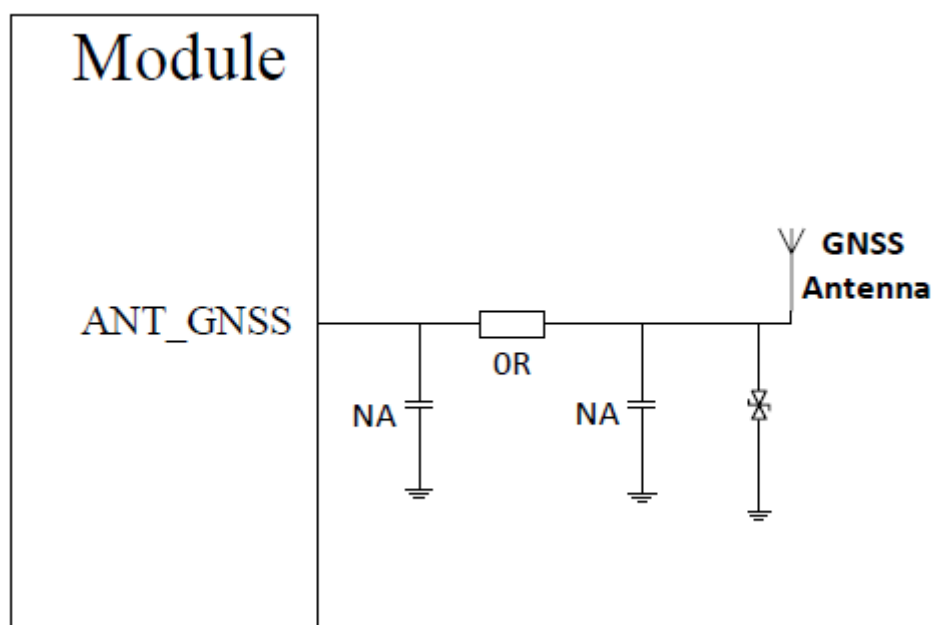 Module
GNSS
Antenna
ANT_GNSS
0R
NA
NA